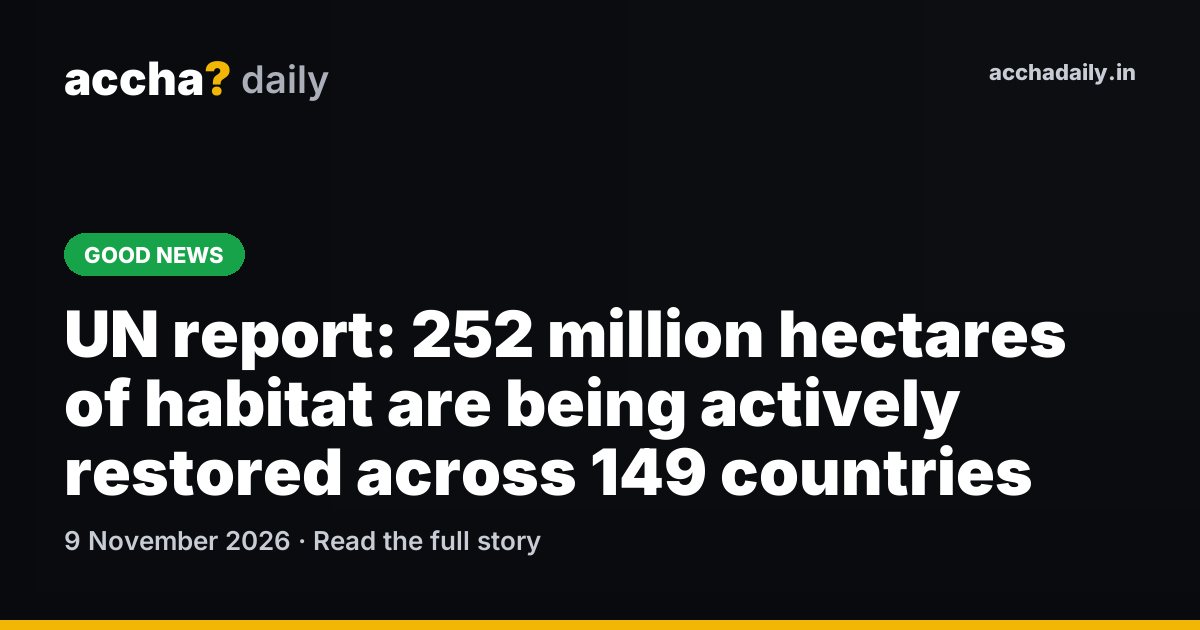 accha? daily
acchadaily.in
GOOD NEWS
UN report: 252 million hectares
of habitat are being actively
restored across 149 countries
9 November 2026 · Read the full story